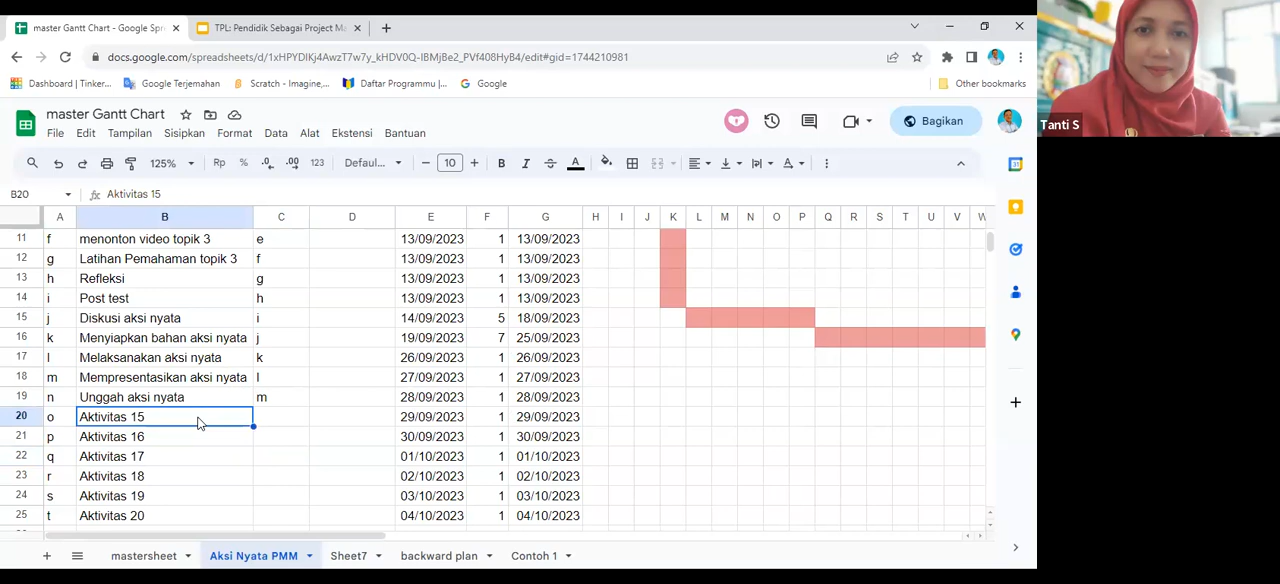 master Gantt Chart - Google Spr
TPL: Pendidik Sebagai Project Ma
docs.google.com/spreadsheets/d/1xHPYDIKj4AwzT7w7y_kHDV0Q-IBMjBe2_PVf408HyB4/edit#gid=1744210981
Dashboard | Tinker...
Google Terjemahan
Scratch - Imagine,...
Daftar Programmu |...
Google
Other bookmarks
master Gantt Chart
File Edit Tampilan Sisipkan Format Data Alat Ekstensi Bantuan
Bagikan
125% Rp % .0 .00 123 Defaul... 10 B I A
B20 fx Aktivitas 15
A B C D E F G H I J K L M N O P Q R S T U V W
11 f menonton video topik 3 e 13/09/2023 1 13/09/2023
12 g Latihan Pemahaman topik 3 f 13/09/2023 1 13/09/2023
13 h Refleksi g 13/09/2023 1 13/09/2023
14 i Post test h 13/09/2023 1 13/09/2023
15 j Diskusi aksi nyata i 14/09/2023 5 18/09/2023
16 k Menyiapkan bahan aksi nyata j 19/09/2023 7 25/09/2023
17 l Melaksanakan aksi nyata k 26/09/2023 1 26/09/2023
18 m Mempresentasikan aksi nyata l 27/09/2023 1 27/09/2023
19 n Unggah aksi nyata m 28/09/2023 1 28/09/2023
20 o Aktivitas 15 29/09/2023 1 29/09/2023
21 p Aktivitas 16 30/09/2023 1 30/09/2023
22 q Aktivitas 17 01/10/2023 1 01/10/2023
23 r Aktivitas 18 02/10/2023 1 02/10/2023
24 s Aktivitas 19 03/10/2023 1 03/10/2023
25 t Aktivitas 20 04/10/2023 1 04/10/2023
mastersheet
Aksi Nyata PMM
Sheet7
backward plan
Contoh 1
Tanti S